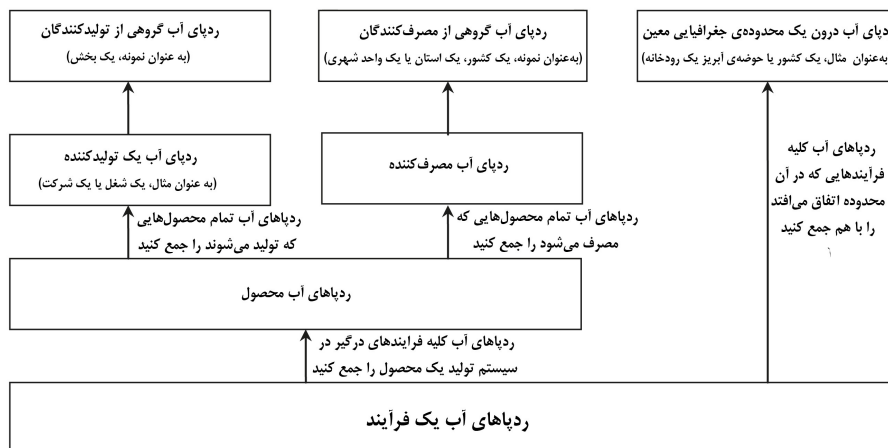 ردپای آب درون یک محدوده‌ی جغرافیایی معین
(به‌عنوان مثال، یک کشور یا حوضه‌ی آبریز یک رودخانه)
ردپای آب گروهی از مصرف‌کنندگان
(به‌عنوان نمونه، یک کشور، یک استان یا یک واحد شهری)
ردپای آب گروهی از تولیدکنندگان
(به عنوان نمونه، یک بخش)
ردپاهای آب کلیه
فرآیندهایی که در آن
محدوده اتفاق می‌افتد
را با هم جمع کنید
ردپای آب مصرف‌کننده
ردپای آب یک تولیدکننده
(به عنوان مثال، یک شغل یا یک شرکت)
ردپاهای آب تمام محصول‌هایی که
مصرف می‌شود را جمع کنید
ردپاهای آب تمام محصول‌هایی
که تولید می‌شوند را جمع کنید
ردپاهای آب محصول
ردپاهای آب کلیه فرایندهای درگیر در
سیستم تولید یک محصول را جمع کنید
ردپاهای آب یک فرآیند